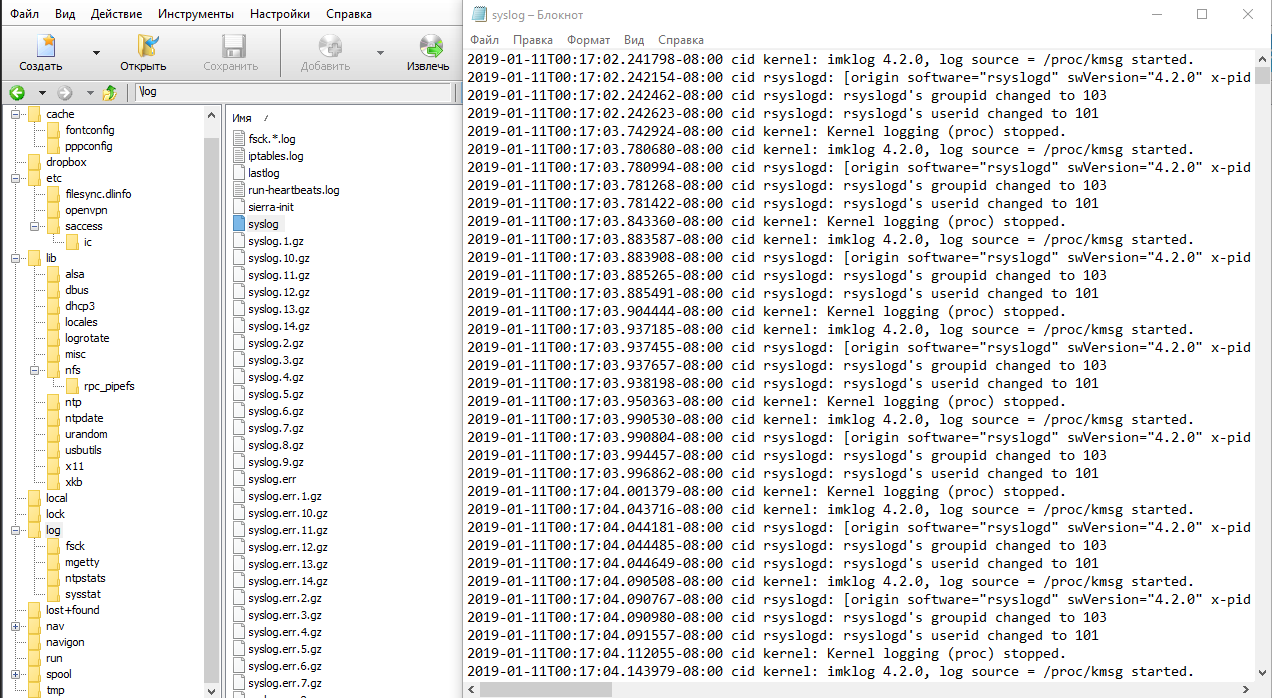 Файл Вид Действие Инструменты Настройки Справка
Создать Открыть Сохранить Добавить Извлечь
\log
cache
fontconfig
pppconfig
dropbox
etc
filesync.dlinfo
openvpn
saccess
ic
lib
alsa
dbus
dhcp3
locales
logrotate
misc
nfs
rpc_pipefs
ntp
ntpdate
urandom
usbutils
x11
xkb
local
lock
log
fsck
mgetty
ntpstats
sysstat
lost+found
nav
navigon
run
spool
tmp
Имя
fsck.*.log
iptables.log
lastlog
run-heartbeats.log
sierra-init
syslog
syslog.1.gz
syslog.10.gz
syslog.11.gz
syslog.12.gz
syslog.13.gz
syslog.14.gz
syslog.2.gz
syslog.3.gz
syslog.4.gz
syslog.5.gz
syslog.6.gz
syslog.7.gz
syslog.8.gz
syslog.9.gz
syslog.err
syslog.err.1.gz
syslog.err.10.gz
syslog.err.11.gz
syslog.err.12.gz
syslog.err.13.gz
syslog.err.14.gz
syslog.err.2.gz
syslog.err.3.gz
syslog.err.4.gz
syslog.err.5.gz
syslog.err.6.gz
syslog.err.7.gz
syslog – Блокнот
Файл Правка Формат Вид Справка
2019-01-11T00:17:02.241798-08:00 cid kernel: imklog 4.2.0, log source = /proc/kmsg started.
2019-01-11T00:17:02.242154-08:00 cid rsyslogd: [origin software="rsyslogd" swVersion="4.2.0" x-pid
2019-01-11T00:17:02.242462-08:00 cid rsyslogd: rsyslogd's groupid changed to 103
2019-01-11T00:17:02.242623-08:00 cid rsyslogd: rsyslogd's userid changed to 101
2019-01-11T00:17:03.742924-08:00 cid kernel: Kernel logging (proc) stopped.
2019-01-11T00:17:03.780680-08:00 cid kernel: imklog 4.2.0, log source = /proc/kmsg started.
2019-01-11T00:17:03.780994-08:00 cid rsyslogd: [origin software="rsyslogd" swVersion="4.2.0" x-pid
2019-01-11T00:17:03.781268-08:00 cid rsyslogd: rsyslogd's groupid changed to 103
2019-01-11T00:17:03.781422-08:00 cid rsyslogd: rsyslogd's userid changed to 101
2019-01-11T00:17:03.843360-08:00 cid kernel: Kernel logging (proc) stopped.
2019-01-11T00:17:03.883587-08:00 cid kernel: imklog 4.2.0, log source = /proc/kmsg started.
2019-01-11T00:17:03.883908-08:00 cid rsyslogd: [origin software="rsyslogd" swVersion="4.2.0" x-pid
2019-01-11T00:17:03.885265-08:00 cid rsyslogd: rsyslogd's groupid changed to 103
2019-01-11T00:17:03.885491-08:00 cid rsyslogd: rsyslogd's userid changed to 101
2019-01-11T00:17:03.904444-08:00 cid kernel: Kernel logging (proc) stopped.
2019-01-11T00:17:03.937185-08:00 cid kernel: imklog 4.2.0, log source = /proc/kmsg started.
2019-01-11T00:17:03.937455-08:00 cid rsyslogd: [origin software="rsyslogd" swVersion="4.2.0" x-pid
2019-01-11T00:17:03.937657-08:00 cid rsyslogd: rsyslogd's groupid changed to 103
2019-01-11T00:17:03.938198-08:00 cid rsyslogd: rsyslogd's userid changed to 101
2019-01-11T00:17:03.950363-08:00 cid kernel: Kernel logging (proc) stopped.
2019-01-11T00:17:03.990530-08:00 cid kernel: imklog 4.2.0, log source = /proc/kmsg started.
2019-01-11T00:17:03.990804-08:00 cid rsyslogd: [origin software="rsyslogd" swVersion="4.2.0" x-pid
2019-01-11T00:17:03.994457-08:00 cid rsyslogd: rsyslogd's groupid changed to 103
2019-01-11T00:17:03.996862-08:00 cid rsyslogd: rsyslogd's userid changed to 101
2019-01-11T00:17:04.001379-08:00 cid kernel: Kernel logging (proc) stopped.
2019-01-11T00:17:04.043716-08:00 cid kernel: imklog 4.2.0, log source = /proc/kmsg started.
2019-01-11T00:17:04.044181-08:00 cid rsyslogd: [origin software="rsyslogd" swVersion="4.2.0" x-pid
2019-01-11T00:17:04.044485-08:00 cid rsyslogd: rsyslogd's groupid changed to 103
2019-01-11T00:17:04.044649-08:00 cid rsyslogd: rsyslogd's userid changed to 101
2019-01-11T00:17:04.090508-08:00 cid kernel: imklog 4.2.0, log source = /proc/kmsg started.
2019-01-11T00:17:04.090767-08:00 cid rsyslogd: [origin software="rsyslogd" swVersion="4.2.0" x-pid
2019-01-11T00:17:04.090980-08:00 cid rsyslogd: rsyslogd's groupid changed to 103
2019-01-11T00:17:04.091557-08:00 cid rsyslogd: rsyslogd's userid changed to 101
2019-01-11T00:17:04.112055-08:00 cid kernel: Kernel logging (proc) stopped.
2019-01-11T00:17:04.143979-08:00 cid kernel: imklog 4.2.0, log source = /proc/kmsg started.